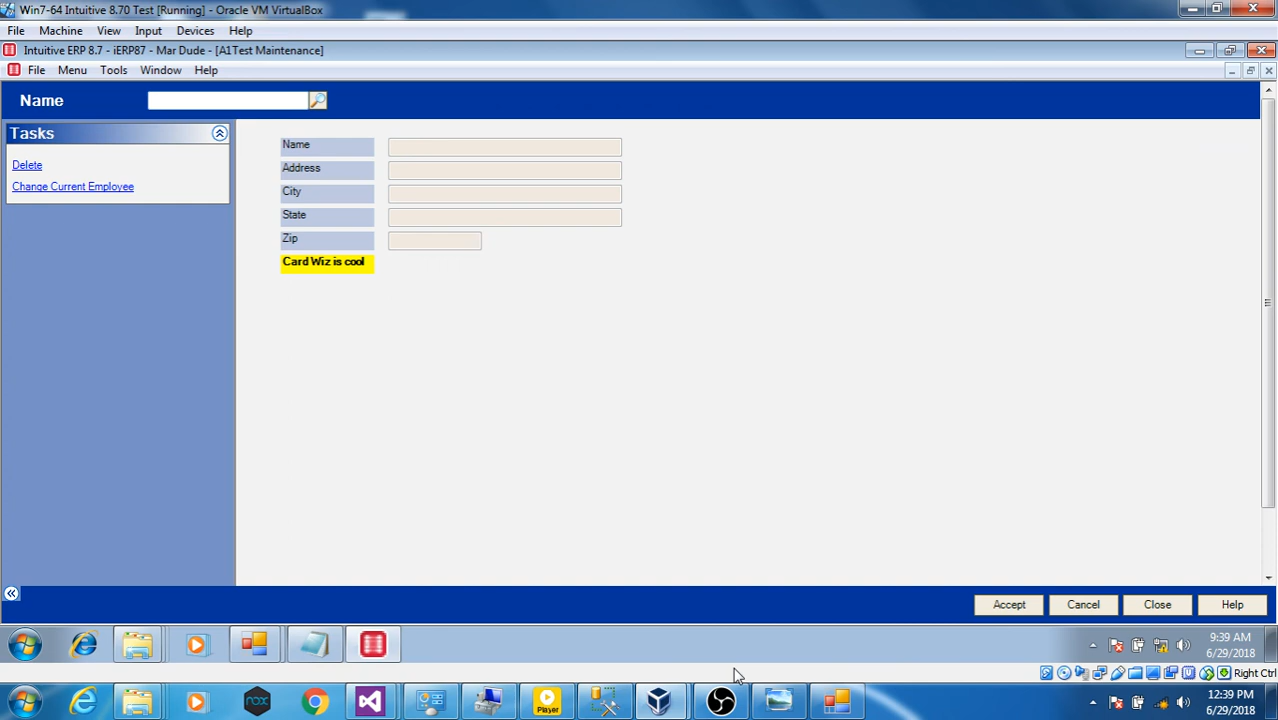 Win7-64 Intuitive 8.70 Test [Running] - Oracle VM VirtualBox
File Machine View Input Devices Help
Intuitive ERP 8.7 - iERP87 - Mar Dude - [A1Test Maintenance]
File Menu Tools Window Help
Name
Tasks
Delete
Change Current Employee
Name
Address
City
State
Zip
Card Wiz is cool
Accept Cancel Close Help
9:39 AM
6/29/2018
Right Ctrl
nox
Player
12:39 PM
6/29/2018